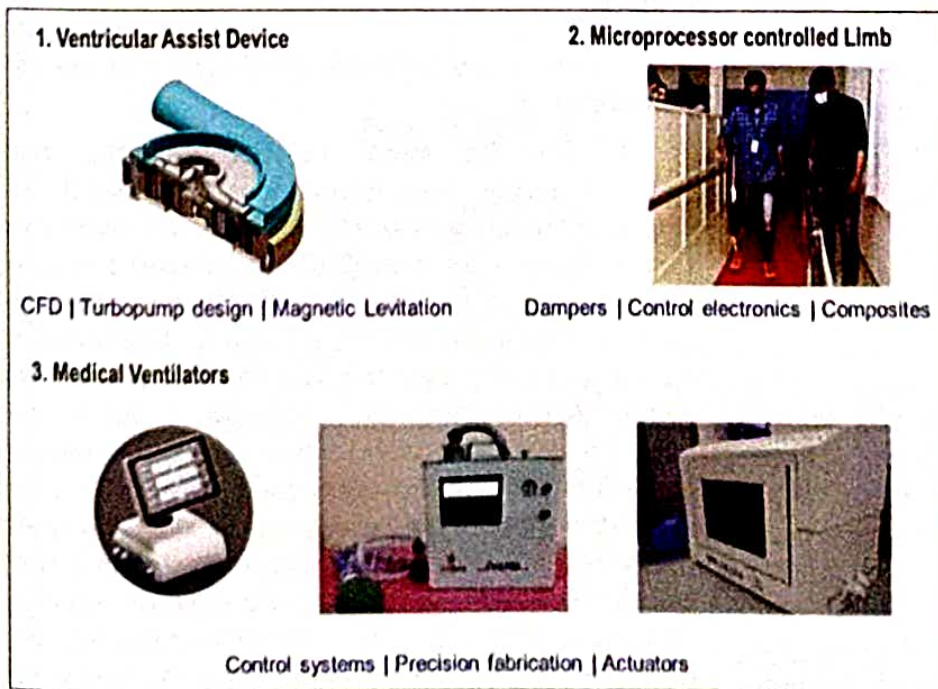 1. Ventricular Assist Device
2. Microprocessor controlled Limb
CFD | Turbopump design | Magnetic Levitation
Dampers | Control electronics | Composites
3. Medical Ventilators
Control systems | Precision fabrication | Actuators